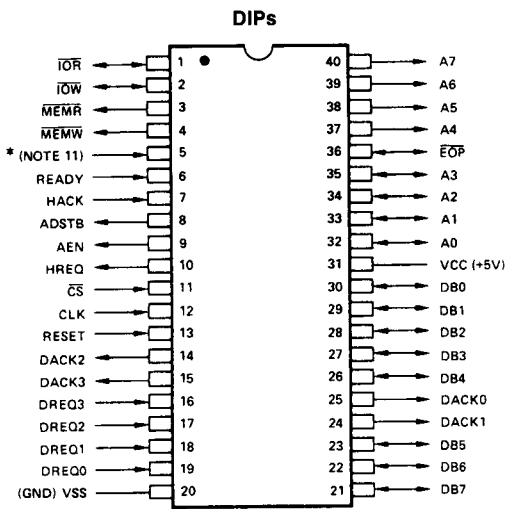 DIPs
IOR 1 40 A7
IOW 2 39 A6
MEMR 3 38 A5
MEMW 4 37 A4
* (NOTE 11) 5 36 EOP
READY 6 35 A3
HACK 7 34 A2
ADSTB 8 33 A1
AEN 9 32 A0
HREQ 10 31 VCC (+5V)
CS 11 30 DB0
CLK 12 29 DB1
RESET 13 28 DB2
DACK2 14 27 DB3
DACK3 15 26 DB4
DREQ3 16 25 DACK0
DREQ2 17 24 DACK1
DREQ1 18 23 DB5
DREQ0 19 22 DB6
(GND) VSS 20 21 DB7